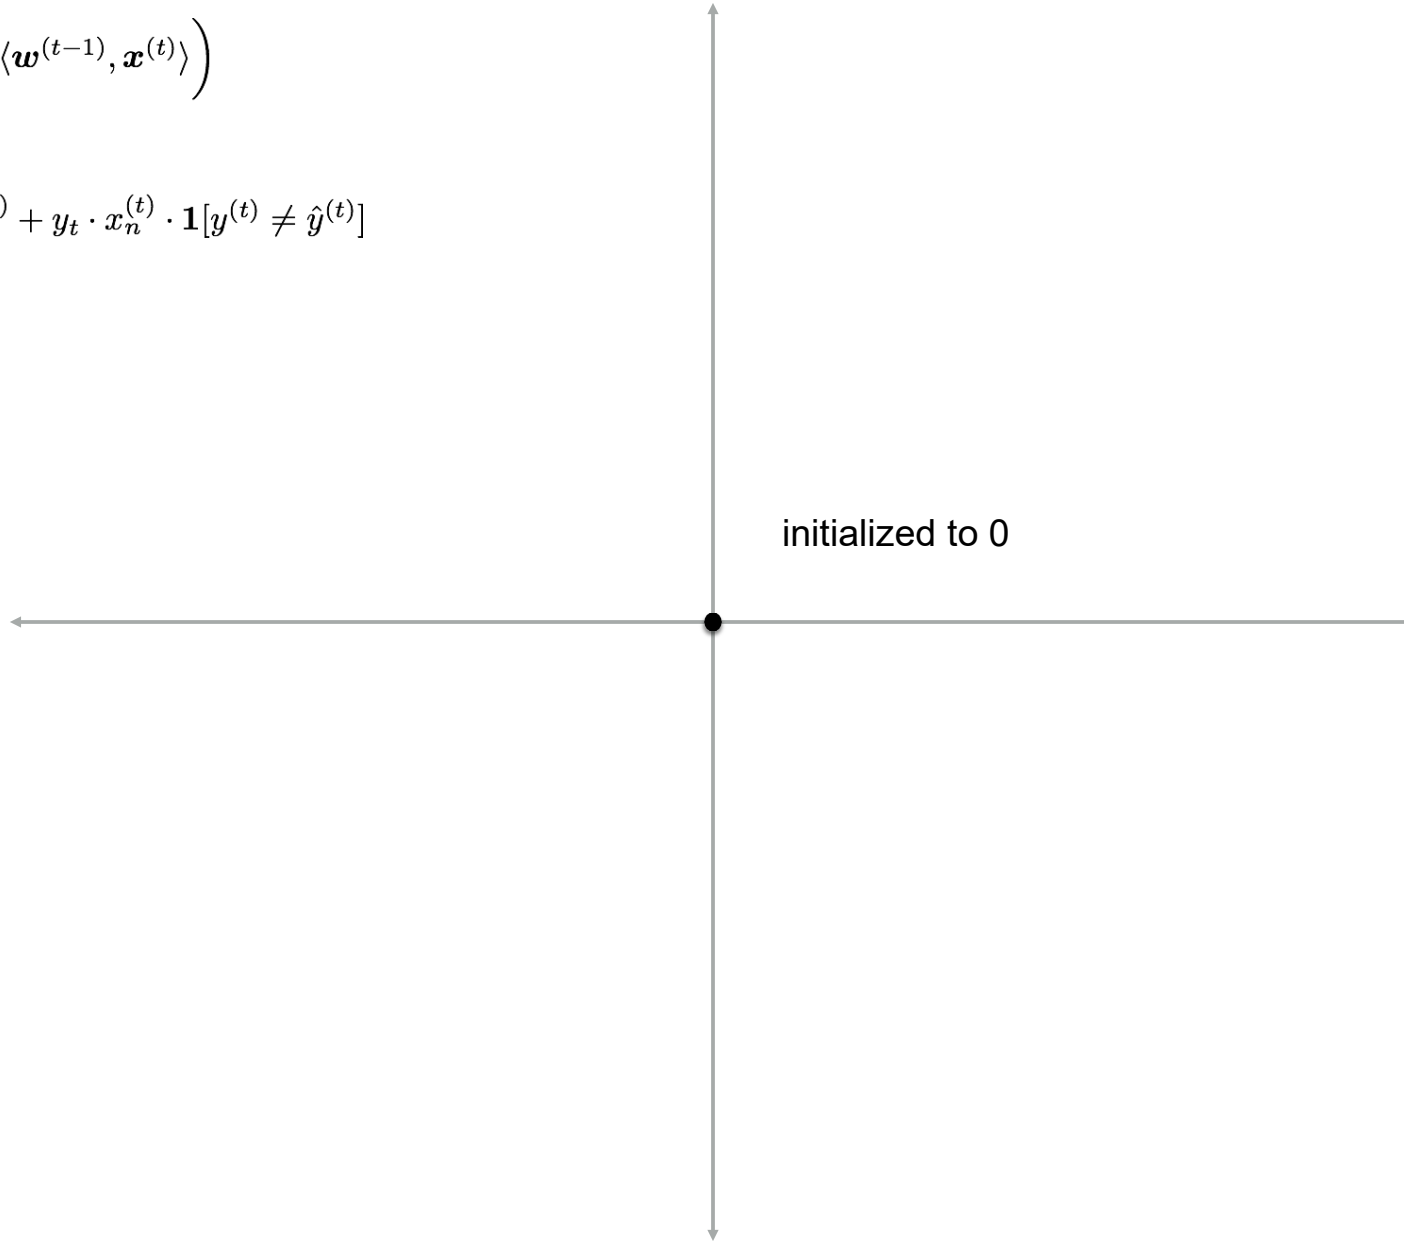 ⟨w^{(t−1)}, x^{(t)}⟩)
) + y_t · x_n^{(t)} · 1[y^{(t)} ≠ ŷ^{(t)}]
initialized to 0